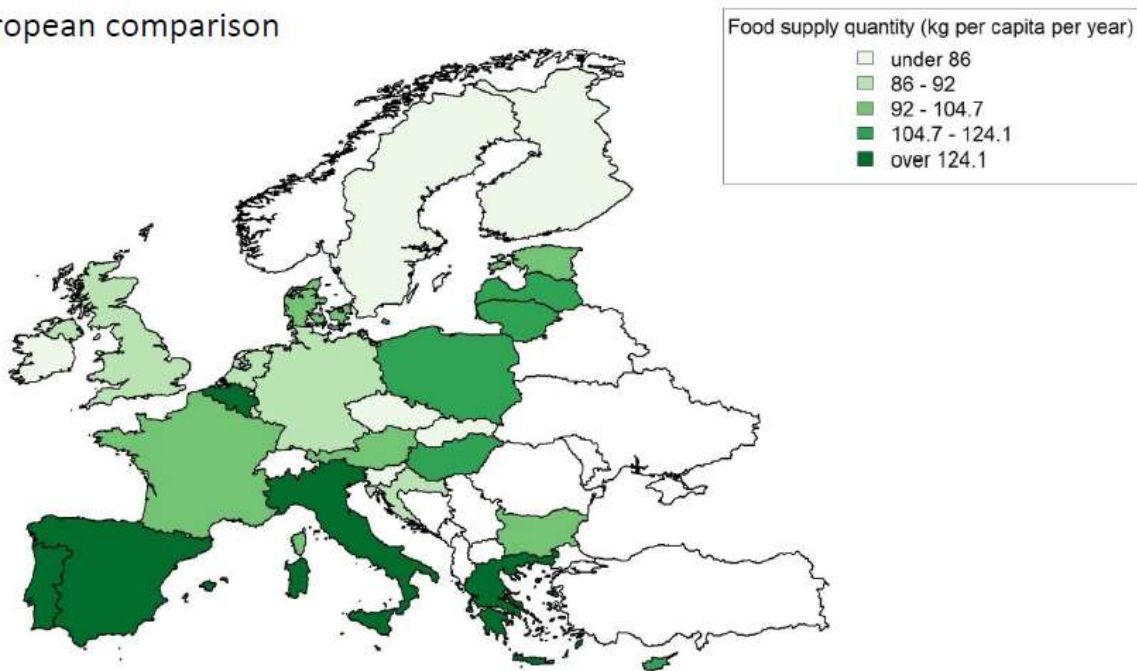 ropean comparison
Food supply quantity (kg per capita per year)
under 86
86 - 92
92 - 104.7
104.7 - 124.1
over 124.1